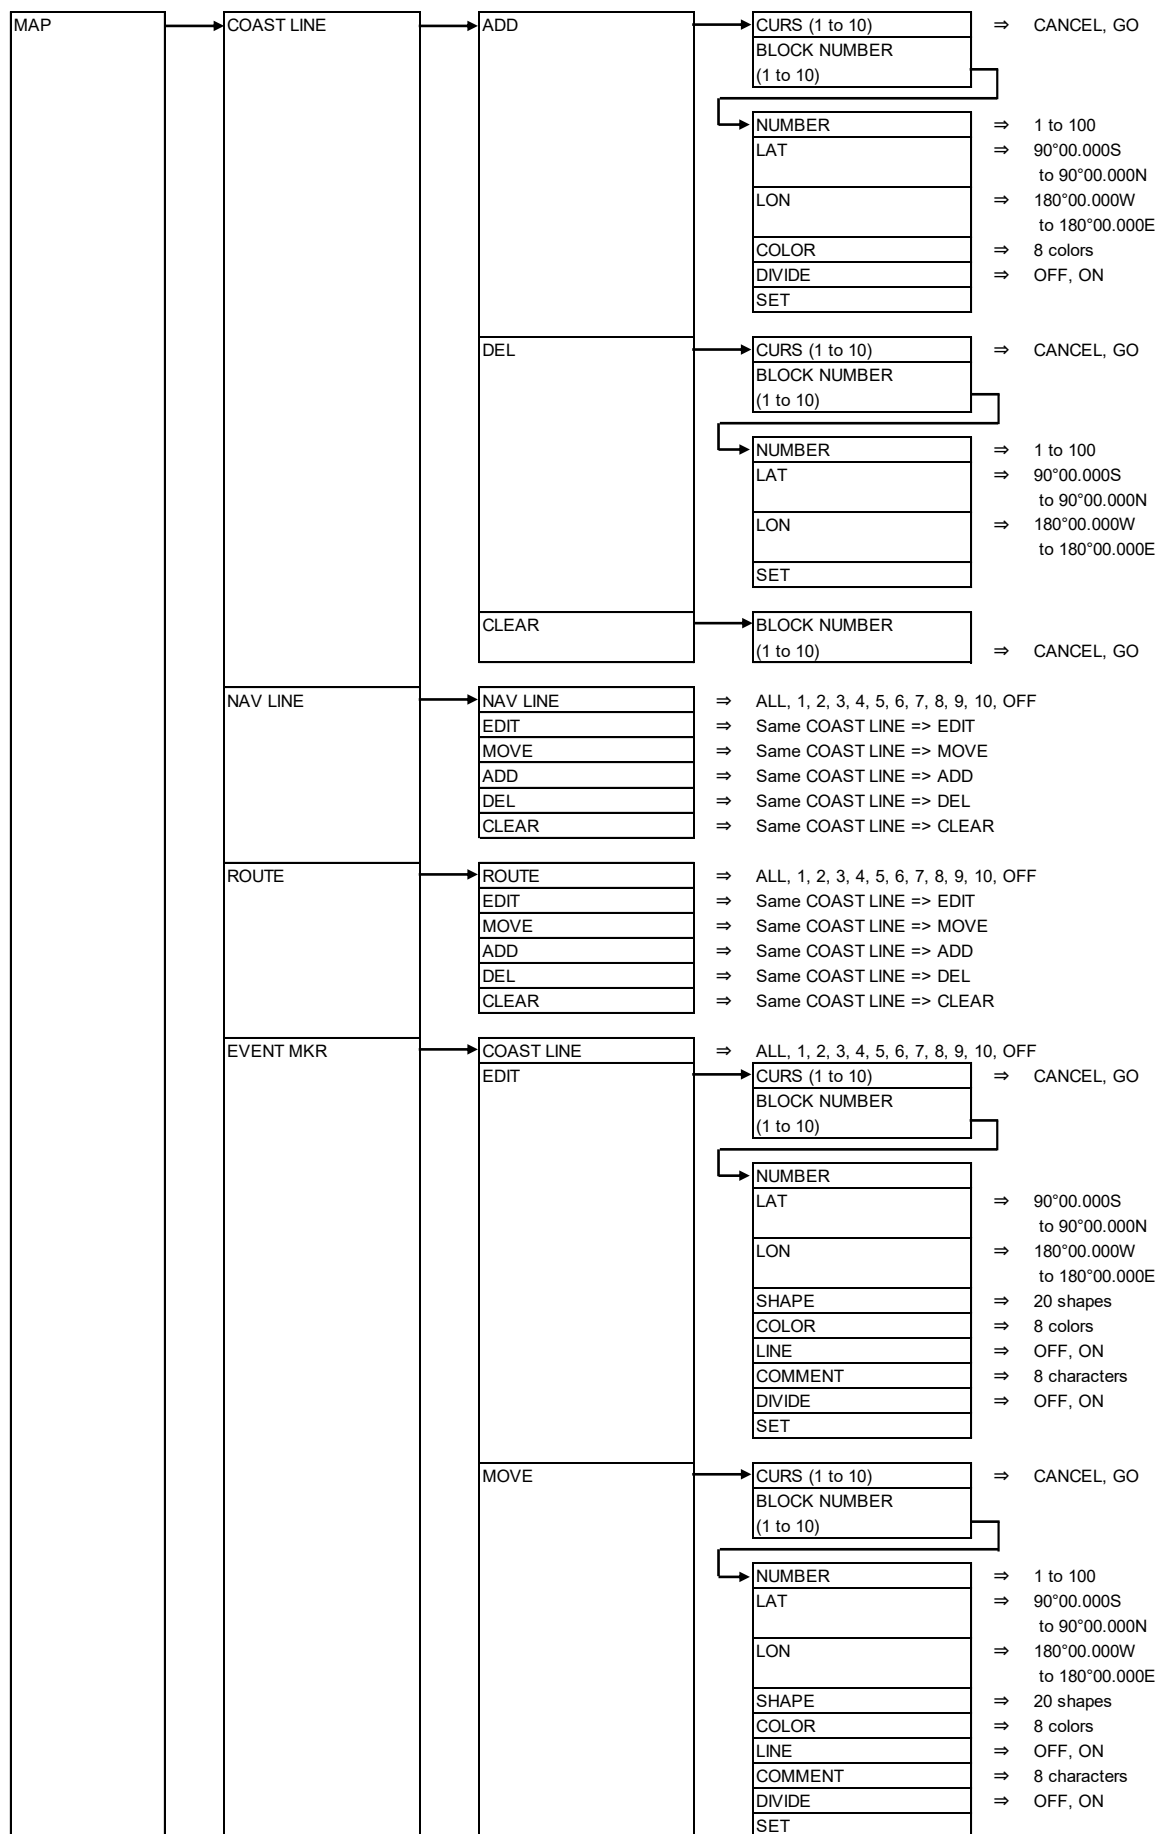 MAP COAST LINE ADD CURS (1 to 10) ⇒ CANCEL, GO
BLOCK NUMBER
(1 to 10)
NUMBER ⇒ 1 to 100
LAT ⇒ 90°00.000S
to 90°00.000N
LON ⇒ 180°00.000W
to 180°00.000E
COLOR ⇒ 8 colors
DIVIDE ⇒ OFF, ON
SET
DEL CURS (1 to 10) ⇒ CANCEL, GO
BLOCK NUMBER
(1 to 10)
NUMBER ⇒ 1 to 100
LAT ⇒ 90°00.000S
to 90°00.000N
LON ⇒ 180°00.000W
to 180°00.000E
SET
CLEAR BLOCK NUMBER
(1 to 10) ⇒ CANCEL, GO
NAV LINE NAV LINE ⇒ ALL, 1, 2, 3, 4, 5, 6, 7, 8, 9, 10, OFF
EDIT ⇒ Same COAST LINE => EDIT
MOVE ⇒ Same COAST LINE => MOVE
ADD ⇒ Same COAST LINE => ADD
DEL ⇒ Same COAST LINE => DEL
CLEAR ⇒ Same COAST LINE => CLEAR
ROUTE ROUTE ⇒ ALL, 1, 2, 3, 4, 5, 6, 7, 8, 9, 10, OFF
EDIT ⇒ Same COAST LINE => EDIT
MOVE ⇒ Same COAST LINE => MOVE
ADD ⇒ Same COAST LINE => ADD
DEL ⇒ Same COAST LINE => DEL
CLEAR ⇒ Same COAST LINE => CLEAR
EVENT MKR COAST LINE ⇒ ALL, 1, 2, 3, 4, 5, 6, 7, 8, 9, 10, OFF
EDIT CURS (1 to 10) ⇒ CANCEL, GO
BLOCK NUMBER
(1 to 10)
NUMBER
LAT ⇒ 90°00.000S
to 90°00.000N
LON ⇒ 180°00.000W
to 180°00.000E
SHAPE ⇒ 20 shapes
COLOR ⇒ 8 colors
LINE ⇒ OFF, ON
COMMENT ⇒ 8 characters
DIVIDE ⇒ OFF, ON
SET
MOVE CURS (1 to 10) ⇒ CANCEL, GO
BLOCK NUMBER
(1 to 10)
NUMBER ⇒ 1 to 100
LAT ⇒ 90°00.000S
to 90°00.000N
LON ⇒ 180°00.000W
to 180°00.000E
SHAPE ⇒ 20 shapes
COLOR ⇒ 8 colors
LINE ⇒ OFF, ON
COMMENT ⇒ 8 characters
DIVIDE ⇒ OFF, ON
SET